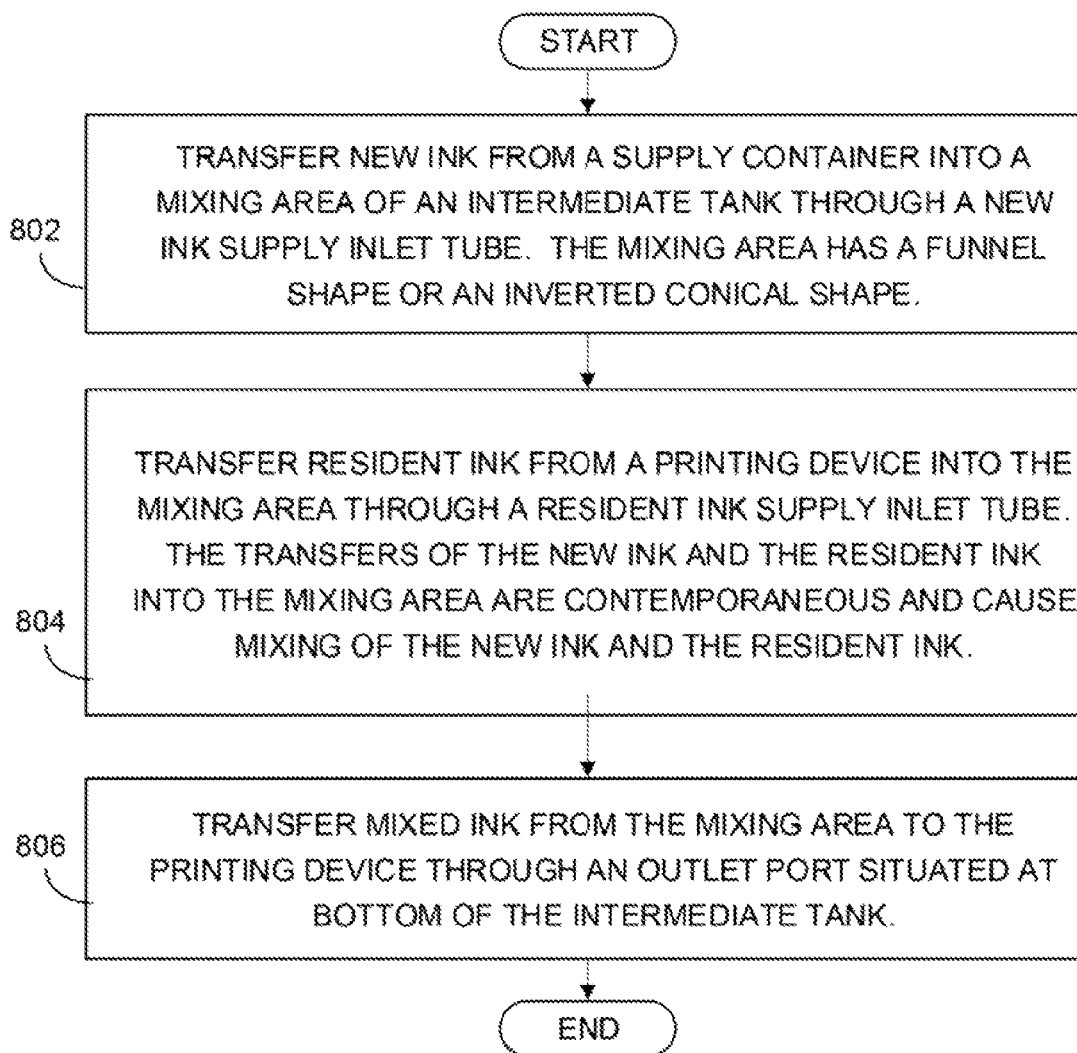 START
TRANSFER NEW INK FROM A SUPPLY CONTAINER INTO A
MIXING AREA OF AN INTERMEDIATE TANK THROUGH A NEW
INK SUPPLY INLET TUBE. THE MIXING AREA HAS A FUNNEL
SHAPE OR AN INVERTED CONICAL SHAPE.
802
TRANSFER RESIDENT INK FROM A PRINTING DEVICE INTO THE
MIXING AREA THROUGH A RESIDENT INK SUPPLY INLET TUBE.
THE TRANSFERS OF THE NEW INK AND THE RESIDENT INK
INTO THE MIXING AREA ARE CONTEMPORANEOUS AND CAUSE
MIXING OF THE NEW INK AND THE RESIDENT INK.
804
TRANSFER MIXED INK FROM THE MIXING AREA TO THE
PRINTING DEVICE THROUGH AN OUTLET PORT SITUATED AT
BOTTOM OF THE INTERMEDIATE TANK.
806
END